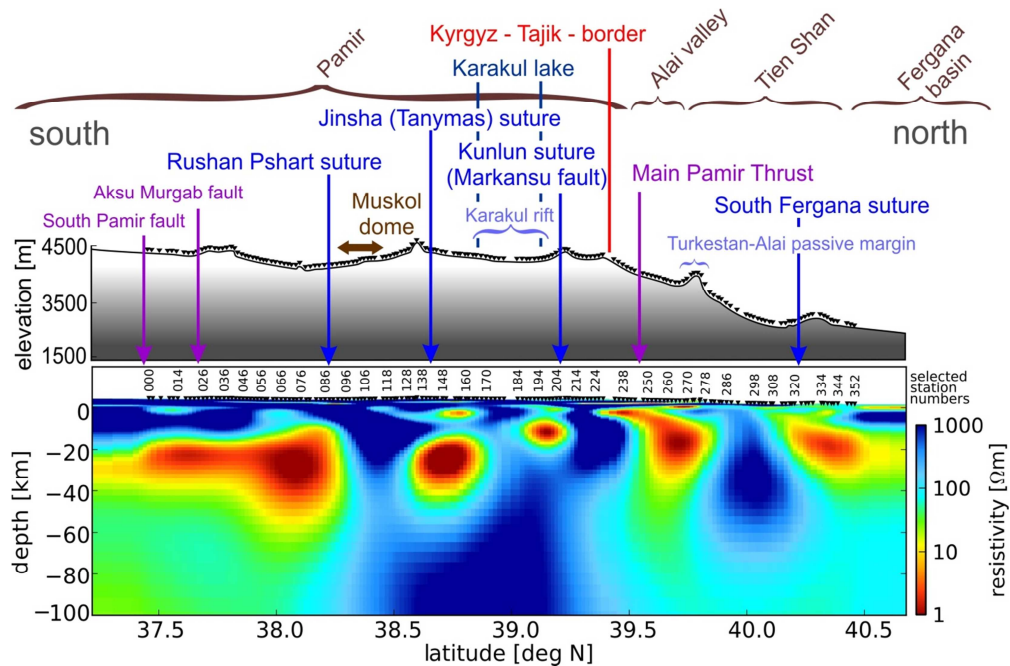 Kyrgyz - Tajik - border
Pamir
Alai valley
Tien Shan
Fergana
basin
Karakul lake
south
north
Jinsha (Tanymas) suture
Rushan Pshart suture
Kunlun suture
(Markansu fault)
Main Pamir Thrust
Aksu Murgab fault
South Pamir fault
Muskol
dome
Karakul rift
South Fergana suture
Turkestan-Alai passive margin
elevation [m]
4500
3500
1500
000 014 026 036 046 056 066 076 086 096 106 118 128 138 148 160 170 184 194 204 214 224 238 250 260 270 278 286 298 308 320 334 344 352
selected
station
numbers
depth [km]
0
−20
−40
−60
−80
−100
1000
100
10
1
resistivity [Ωm]
37.5 38.0 38.5 39.0 39.5 40.0 40.5
latitude [deg N]